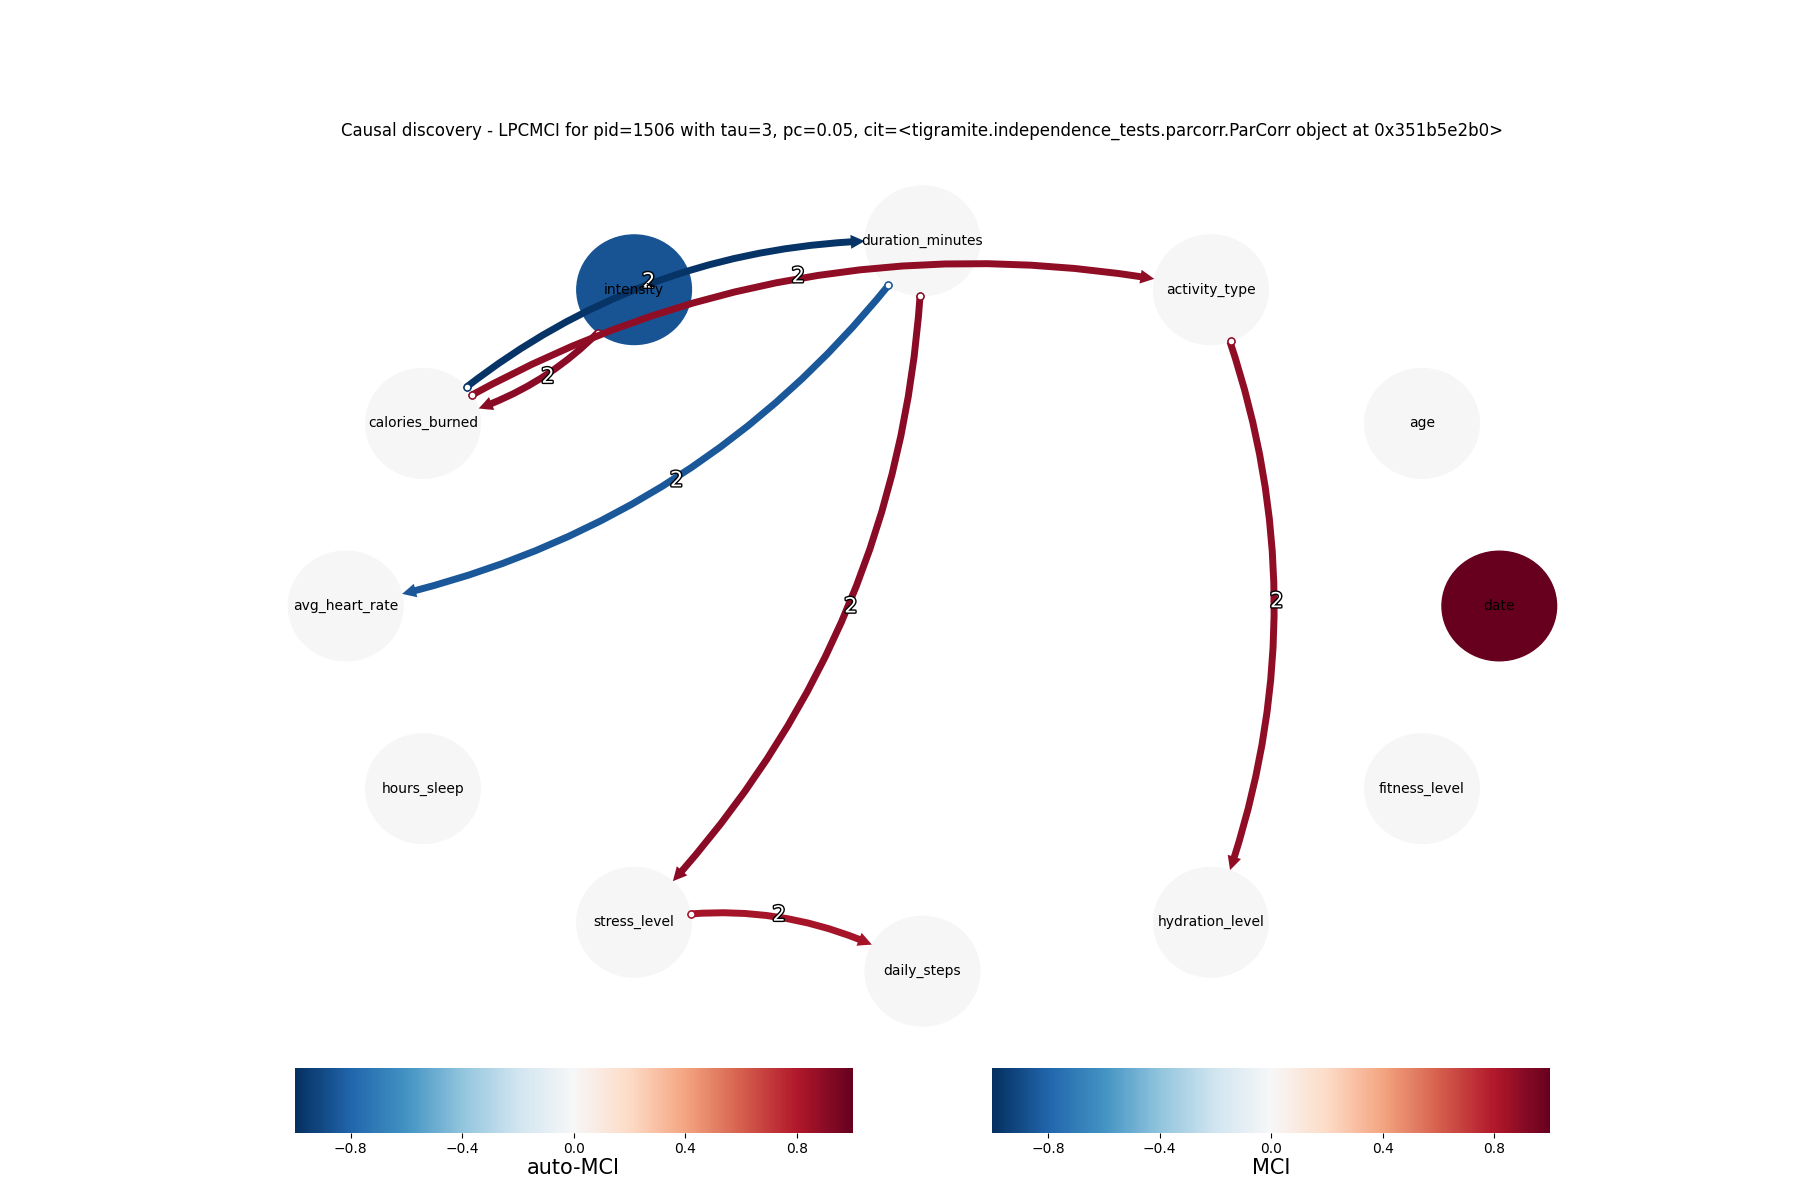 Causal discovery - LPCMCI for pid=1506 with tau=3, pc=0.05, cit=<tigramite.independence_tests.parcorr.ParCorr object at 0x351b5e2b0>
duration_minutes
2
2
intensity
activity_type
2
calories_burned
age
2
avg_heart_rate
2
2
date
hours_sleep
fitness_level
2
stress_level
hydration_level
daily_steps
−0.8 −0.4 0.0 0.4 0.8
auto-MCI
−0.8 −0.4 0.0 0.4 0.8
MCI